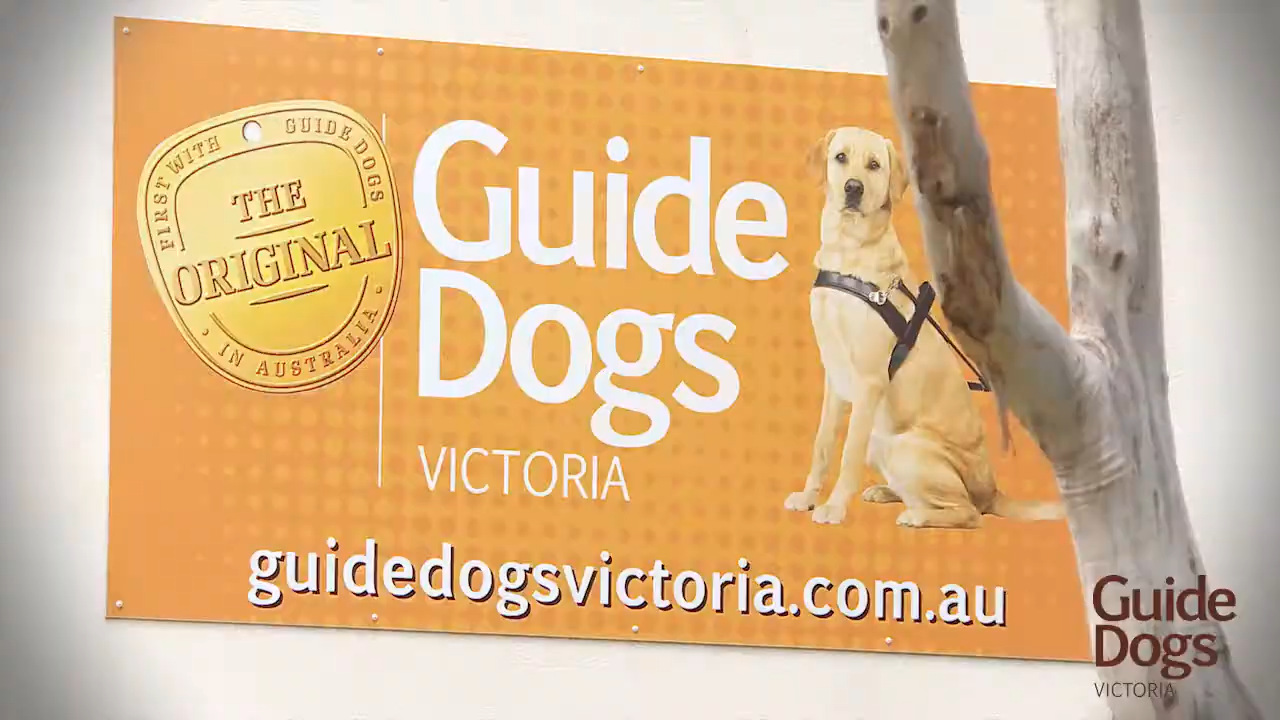 FIRST WITH GUIDE DOGS
THE
ORIGINAL
IN AUSTRALIA
Guide
Dogs
VICTORIA
guidedogsvictoria.com.au
Guide
Dogs
VICTORIA